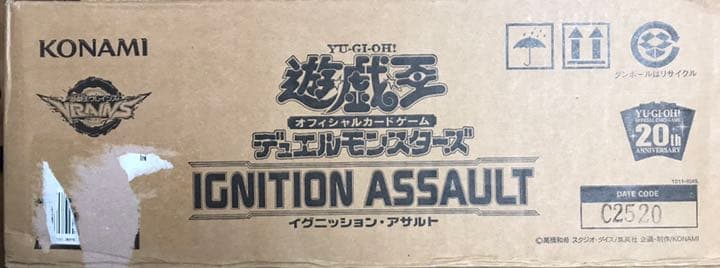 KONAMI
YU-GI-OH!
遊戯王
オフィシャルカードゲーム
デュエルモンスターズ
IGNITION ASSAULT
イグニッション・アサルト
VRAINS
IN
ダンボールはリサイクル
YU-GI-OH!
20th
ANNIVERSARY
DATE CODE
C2520
©高橋和希 スタジオ・ダイス/集英社 企画・制作/KONAMI